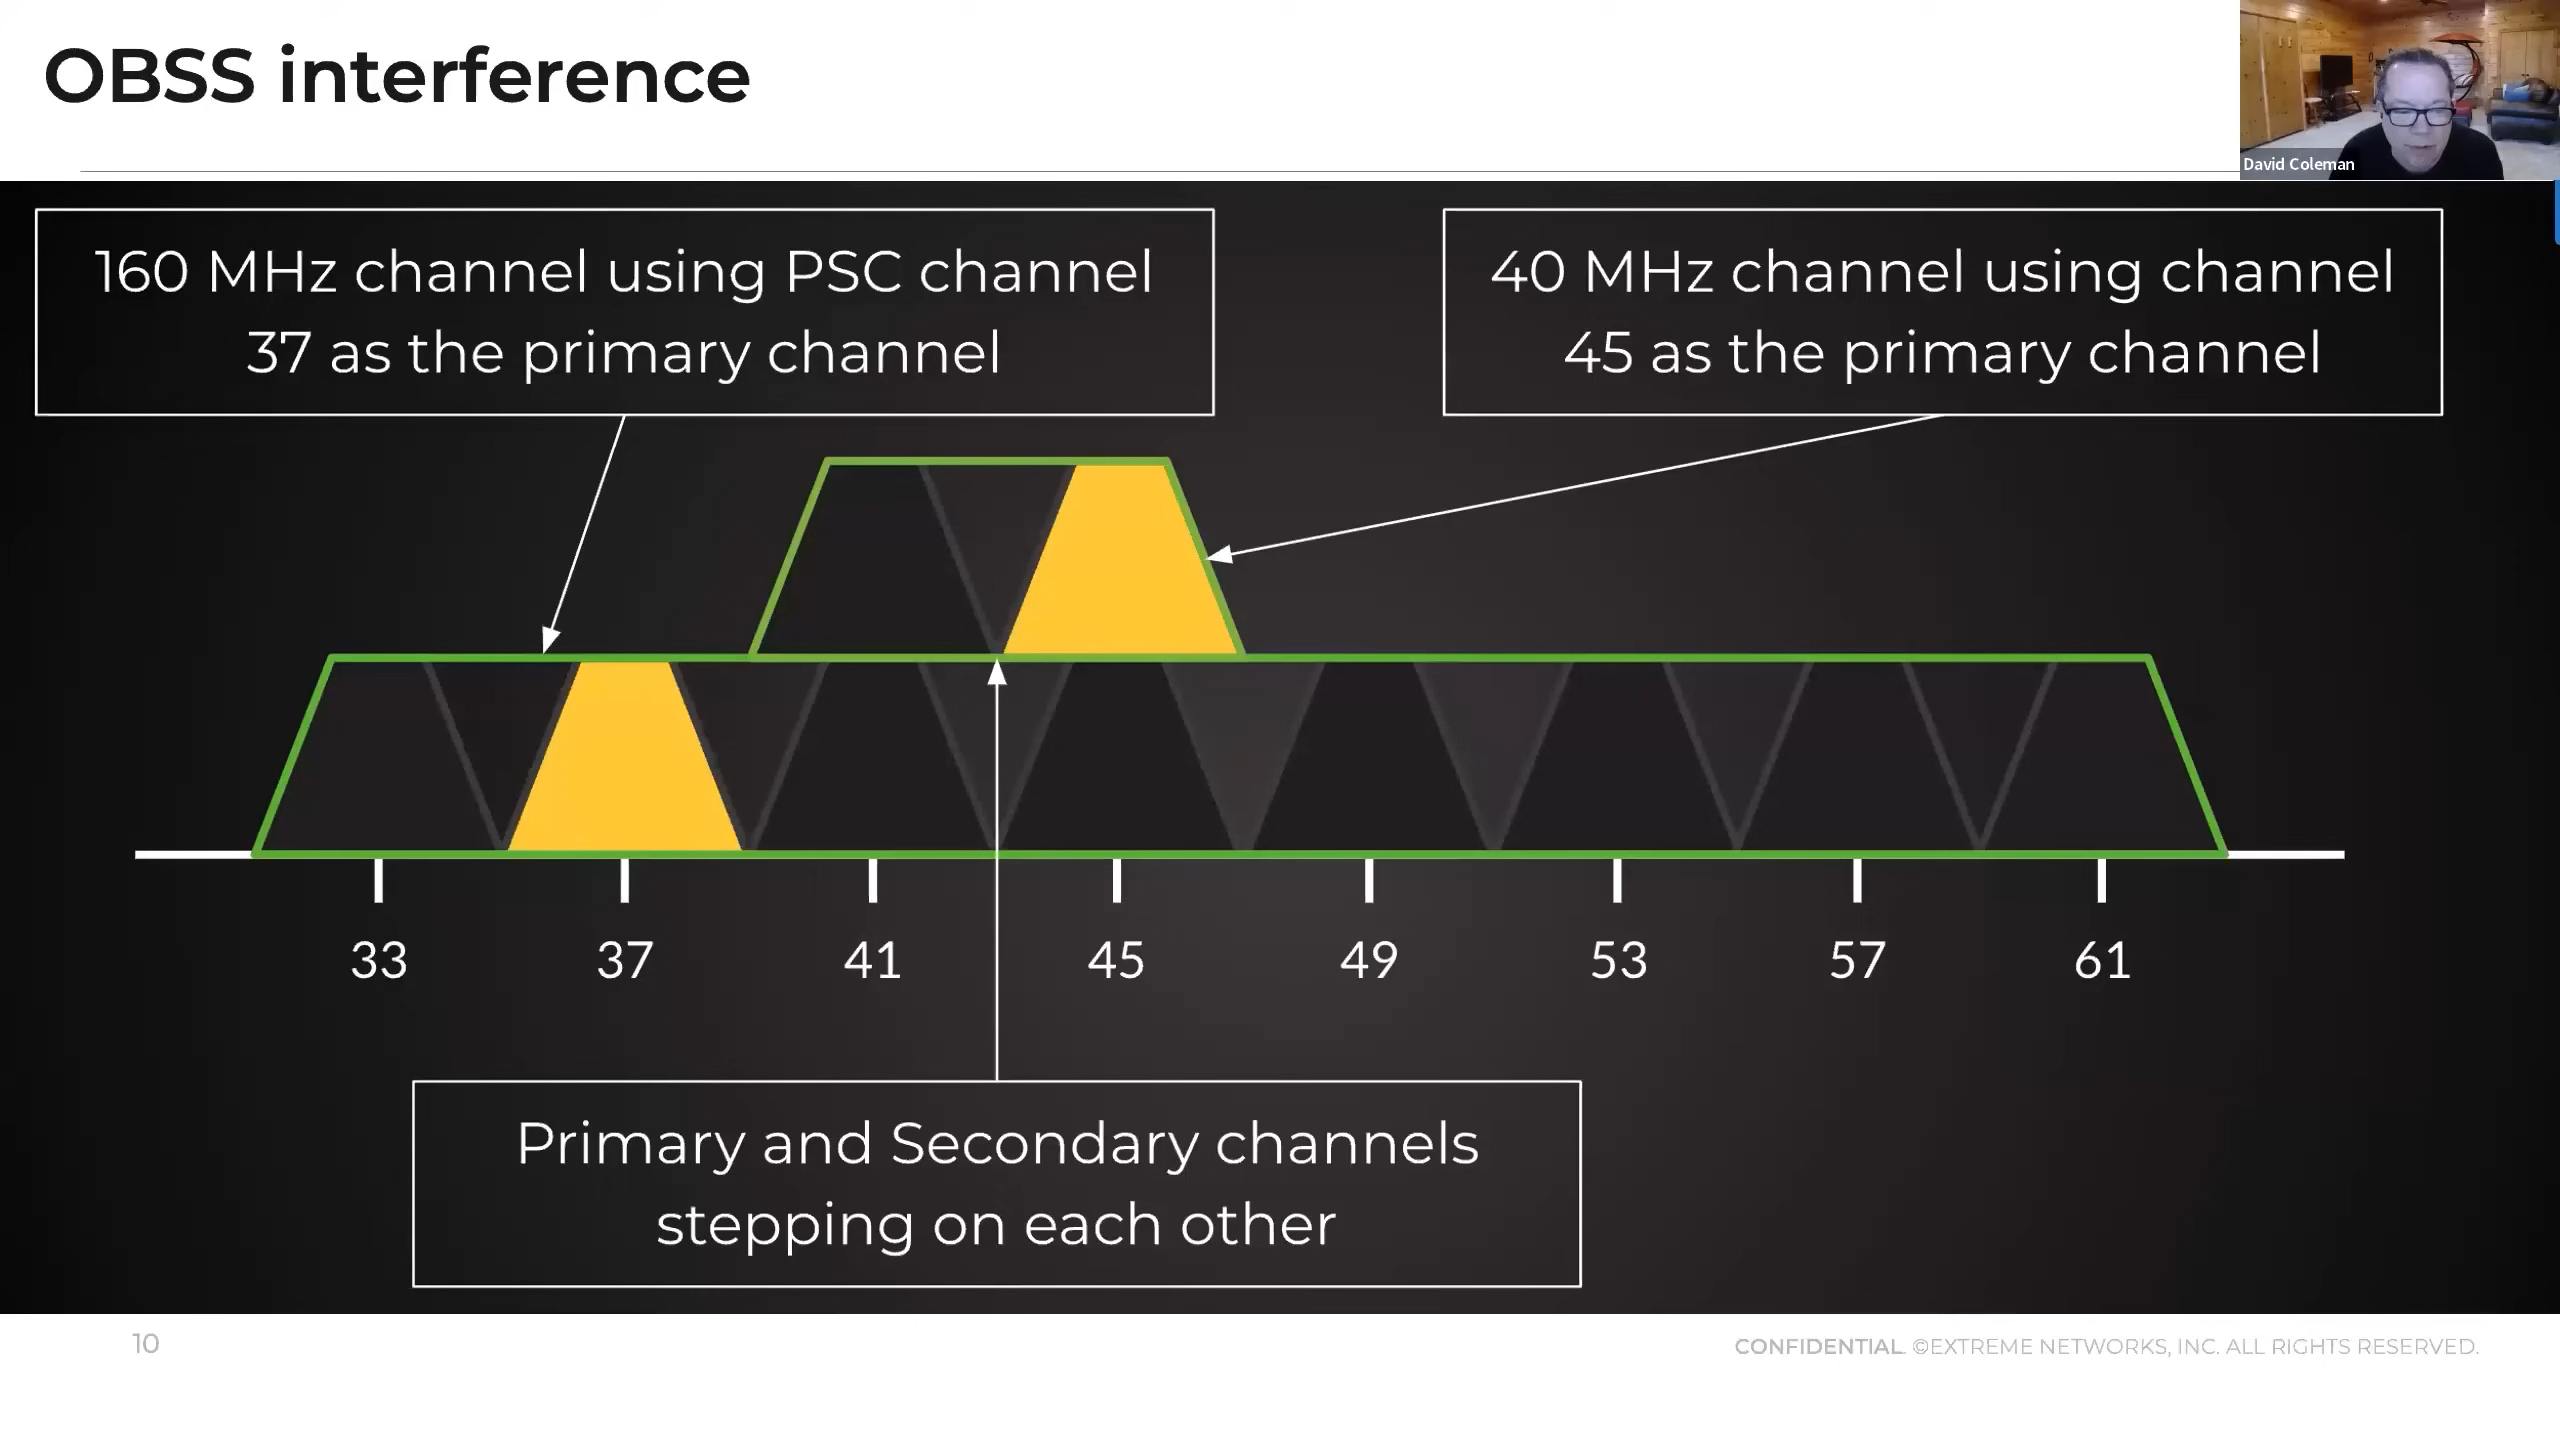 OBSS interference
David Coleman
160 MHz channel using PSC channel
37 as the primary channel
40 MHz channel using channel
45 as the primary channel
33 37 41 45 49 53 57 61
Primary and Secondary channels
stepping on each other
10
CONFIDENTIAL. ©EXTREME NETWORKS, INC. ALL RIGHTS RESERVED.